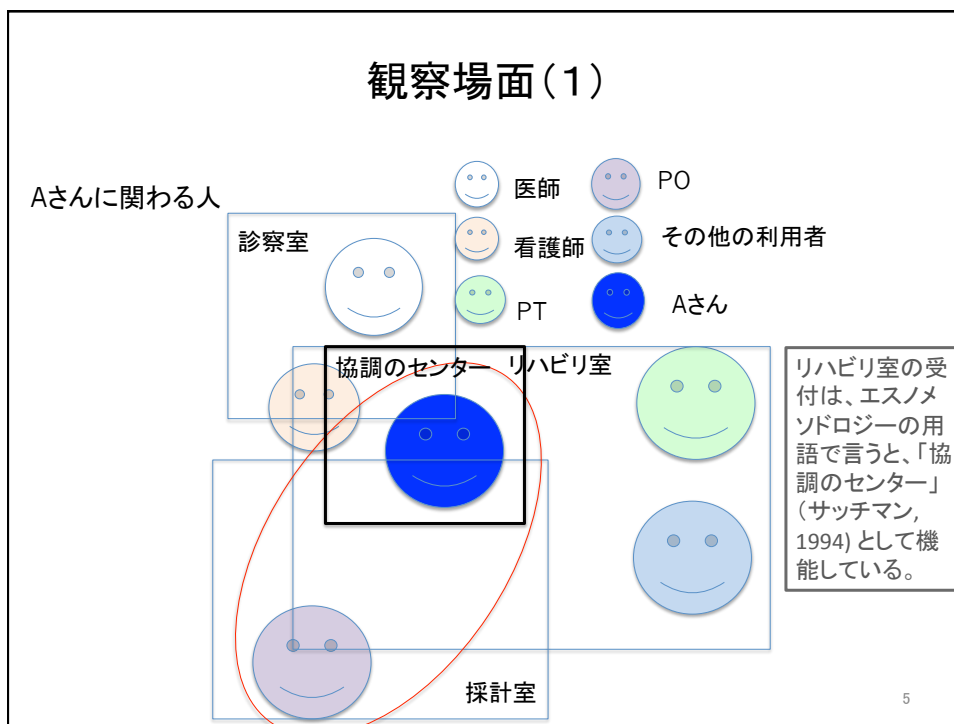 観察場面(1)
Aさんに関わる人
医師
PO
看護師
その他の利用者
PT
Aさん
診察室
協調のセンター
リハビリ室
リハビリ室の受
付は、エスノメ
ソドロジーの用
語で言うと、「協
調のセンター」
(サッチマン,
1994) として機
能している。
採計室
5